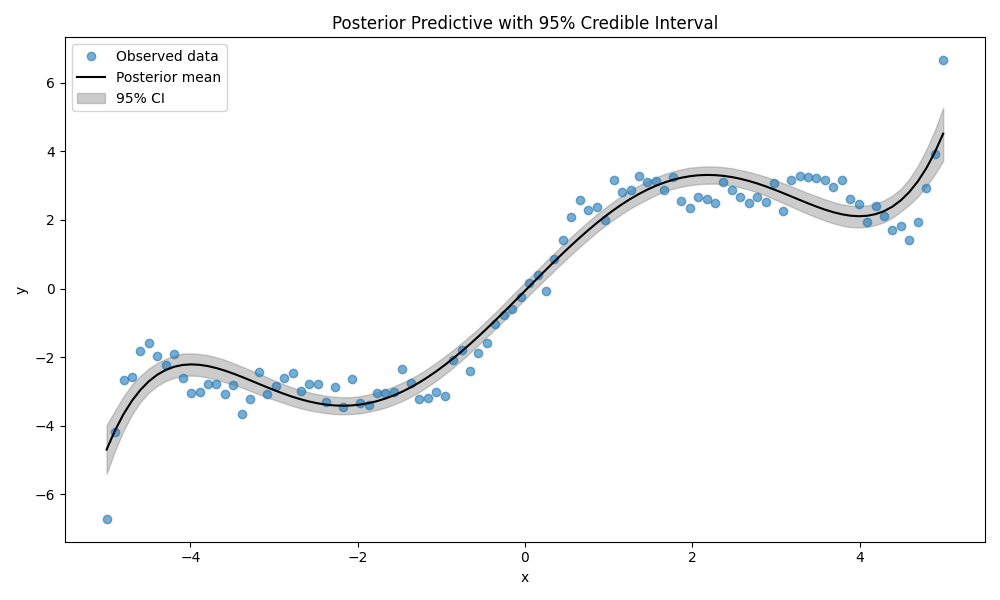 Posterior Predictive with 95% Credible Interval
Observed data
Posterior mean
95% CI
y
6
4
2
0
−2
−4
−6
−4
−2
0
2
4
x